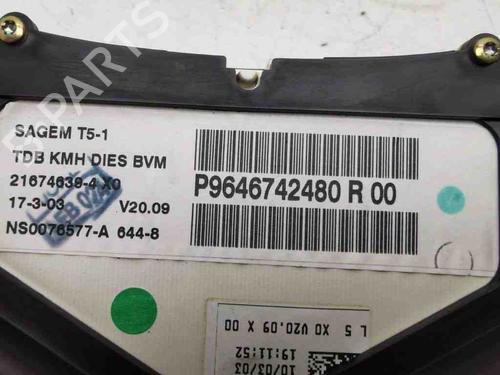 SAGEM T5-1
TDB KMH DIES BVM
21674639-4 X0
17-3-03 V20.09
NS0076577-A 644-8
P9646742480 R 00
L 5 X0 V20.09 X 00
19:11:52
10/03/03